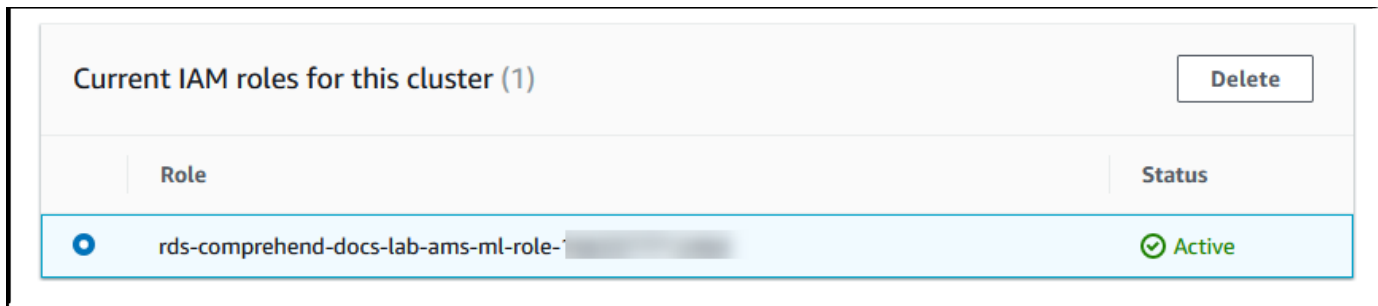 Current IAM roles for this cluster (1)
Delete
Role
Status
rds-comprehend-docs-lab-ams-ml-role-
Active